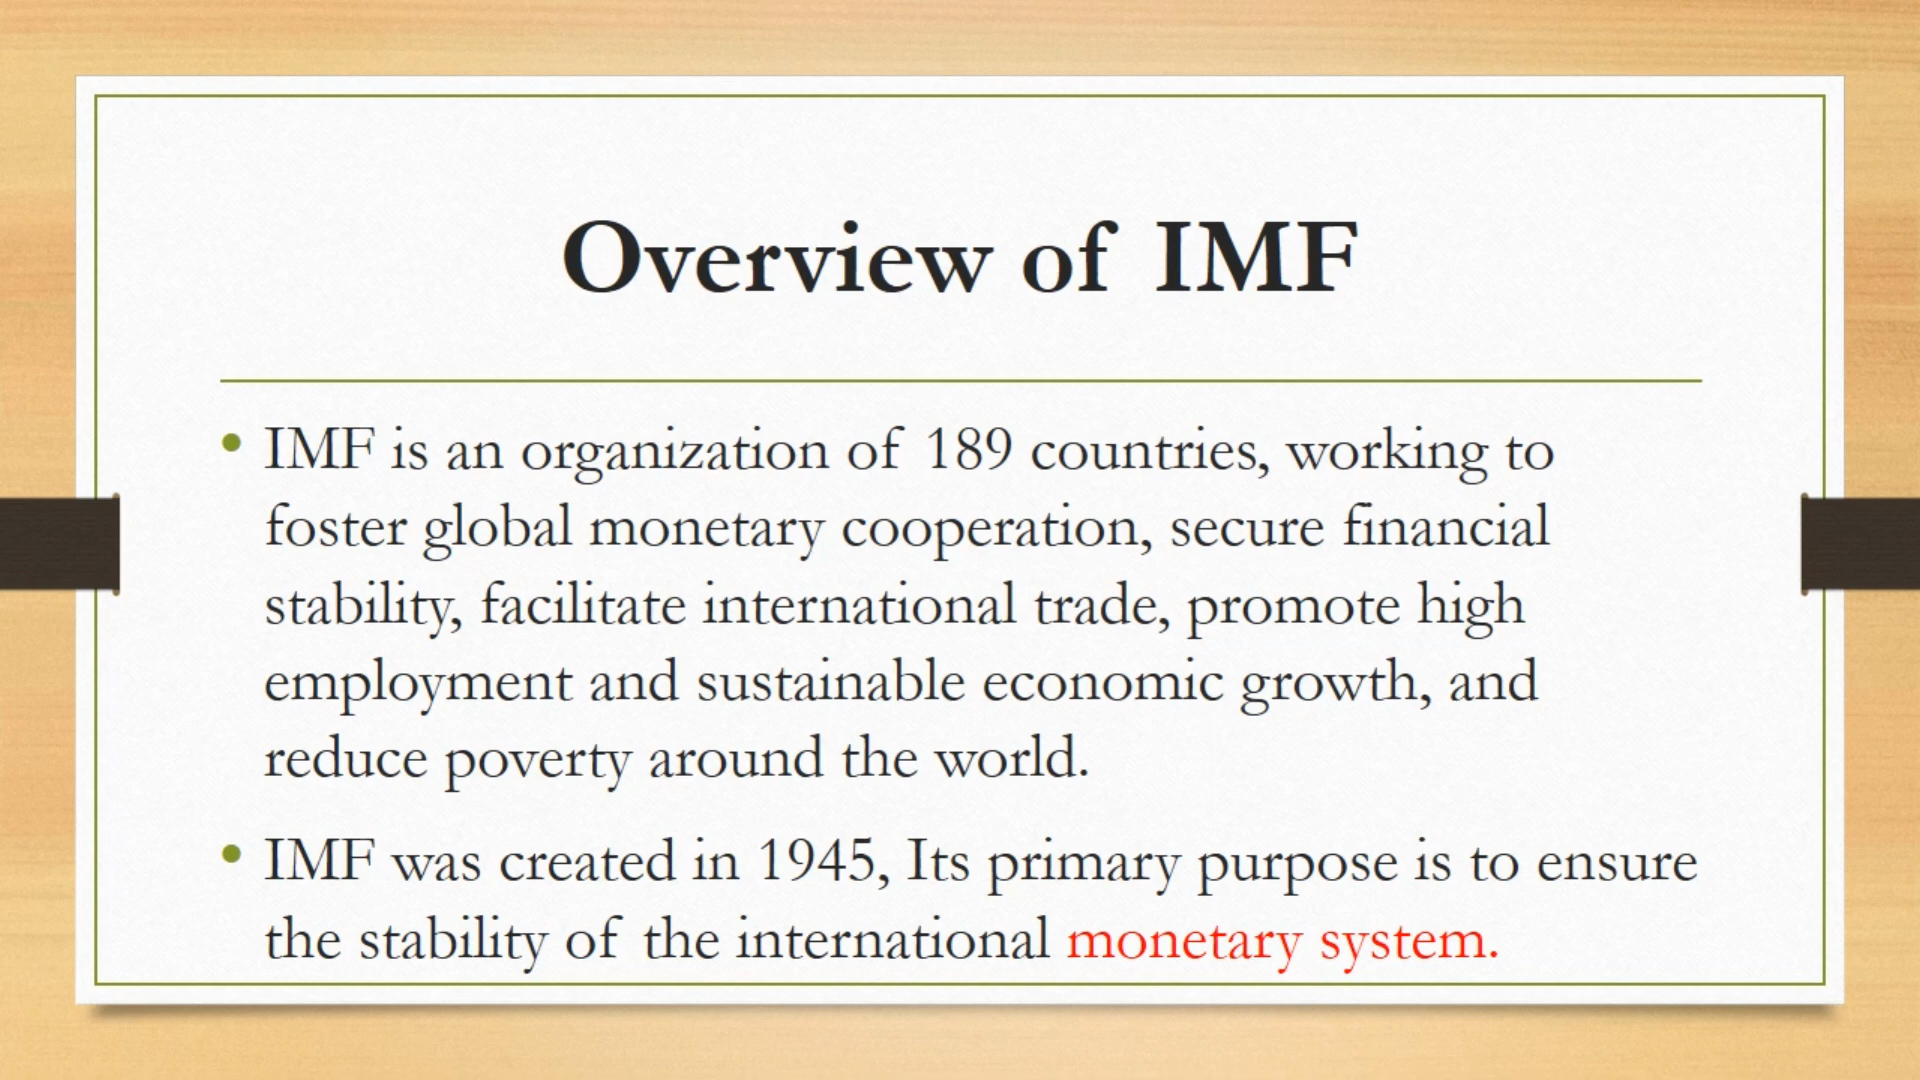 Overview of IMF
• IMF is an organization of 189 countries, working to
foster global monetary cooperation, secure financial
stability, facilitate international trade, promote high
employment and sustainable economic growth, and
reduce poverty around the world.
• IMF was created in 1945, Its primary purpose is to ensure
the stability of the international monetary system.